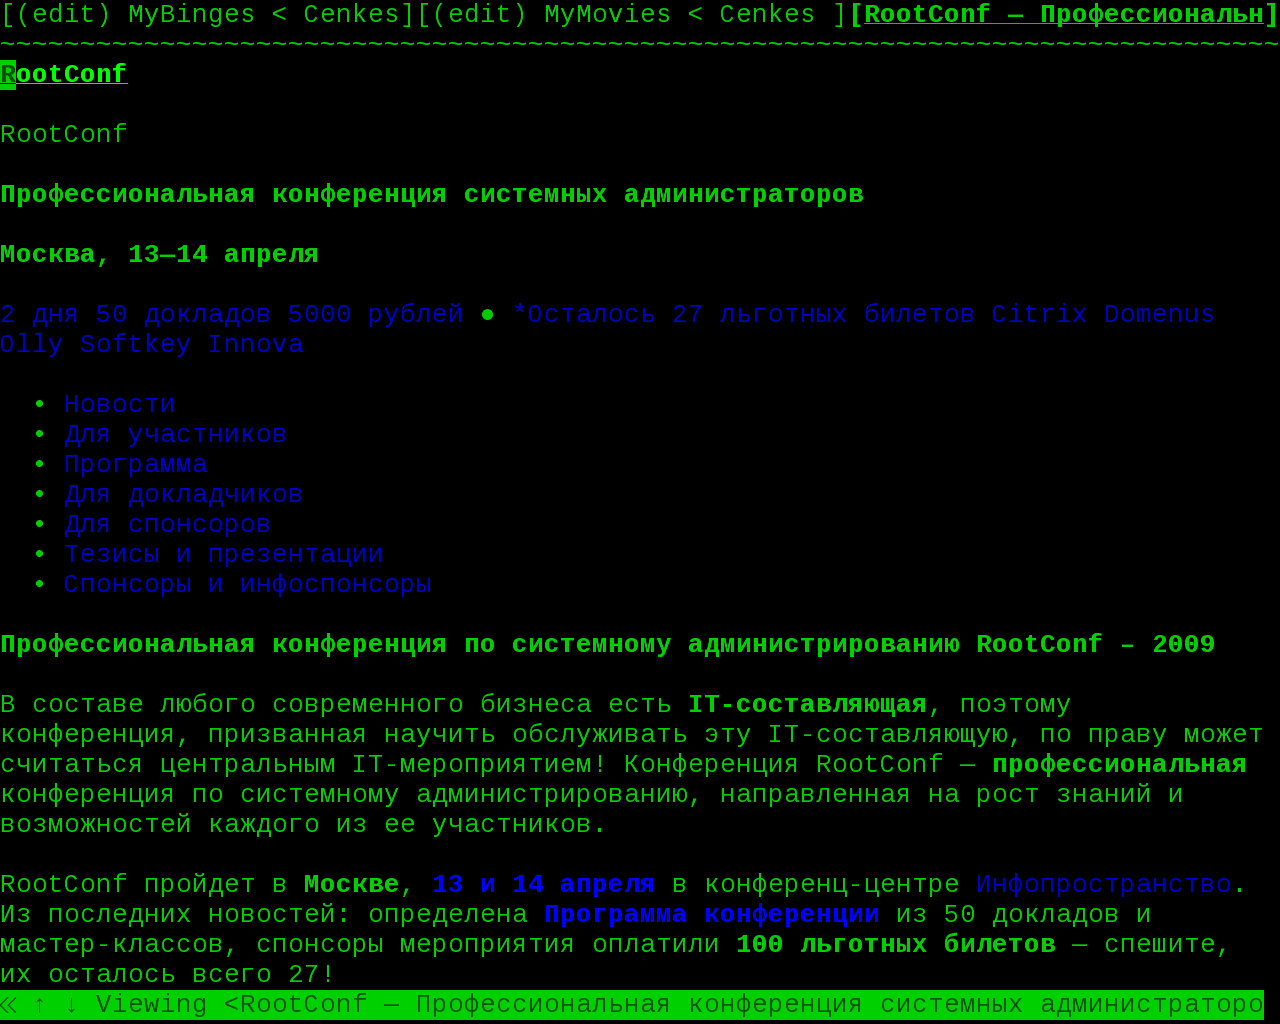 [(edit) MyBinges < Cenkes][(edit) MyMovies < Cenkes ][RootConf — Профессиональн]
~~~~~~~~~~~~~~~~~~~~~~~~~~~~~~~~~~~~~~~~~~~~~~~~~~~~~~~~~~~~~~~~~~~~~~~~~~~~~~~~
RootConf
RootConf
Профессиональная конференция системных администраторов
Москва, 13—14 апреля
2 дня 50 докладов 5000 рублей ● *Осталось 27 льготных билетов Citrix Domenus
Olly Softkey Innova
• Новости
• Для участников
• Программа
• Для докладчиков
• Для спонсоров
• Тезисы и презентации
• Спонсоры и инфоспонсоры
Профессиональная конференция по системному администрированию RootConf – 2009
В составе любого современного бизнеса есть IT-составляющая, поэтому
конференция, призванная научить обслуживать эту IT-составляющую, по праву может
считаться центральным IT-мероприятием! Конференция RootConf — профессиональная
конференция по системному администрированию, направленная на рост знаний и
возможностей каждого из ее участников.
RootConf пройдет в Москве, 13 и 14 апреля в конференц-центре Инфопространство.
Из последних новостей: определена Программа конференции из 50 докладов и
мастер-классов, спонсоры мероприятия оплатили 100 льготных билетов — спешите,
их осталось всего 27!
« ↑ ↓ Viewing <RootConf — Профессиональная конференция системных администраторо